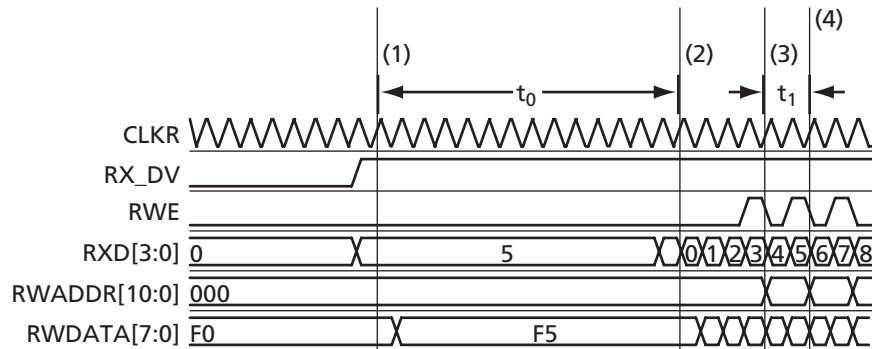 (4)
(1) (2) (3)
t0 t1
CLKR
RX_DV
RWE
RXD[3:0] 0 5 0 1 2 3 4 5 6 7 8
RWADDR[10:0] 000
RWDATA[7:0] F0 F5